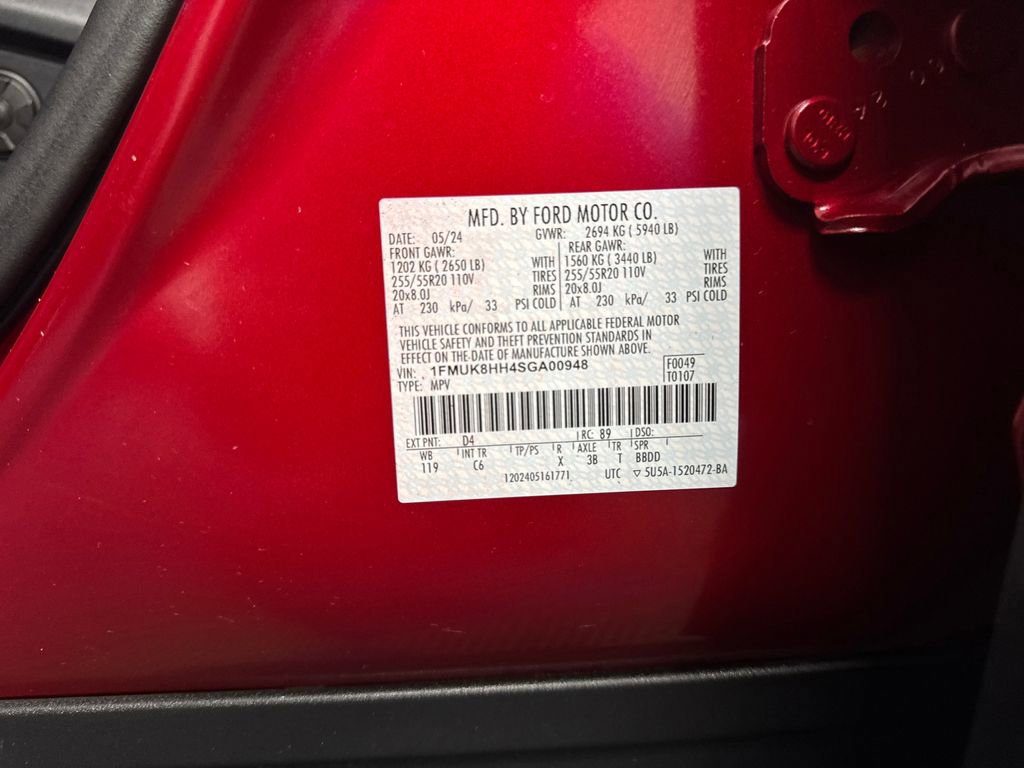 MFD. BY FORD MOTOR CO.
DATE: 05/24 GVWR: 2694 KG ( 5940 LB)
FRONT GAWR: REAR GAWR:
1202 KG ( 2650 LB) WITH 1560 KG ( 3440 LB) WITH
255/55R20 110V TIRES 255/55R20 110V TIRES
20x8.0J RIMS 20x8.0J RIMS
AT 230 kPa/ 33 PSI COLD AT 230 kPa/ 33 PSI COLD
THIS VEHICLE CONFORMS TO ALL APPLICABLE FEDERAL MOTOR
VEHICLE SAFETY AND THEFT PREVENTION STANDARDS IN
EFFECT ON THE DATE OF MANUFACTURE SHOWN ABOVE.
VIN: 1FMUK8HH4SGA00948 F0049
TYPE: MPV T0107
EXT PNT: D4 RC: 89 DSO:
WB INT TR TP/PS R AXLE TR SPR
119 C6 X 3B T BBDD
1202405161771 UTC ▽ 5U5A-1520472-BA